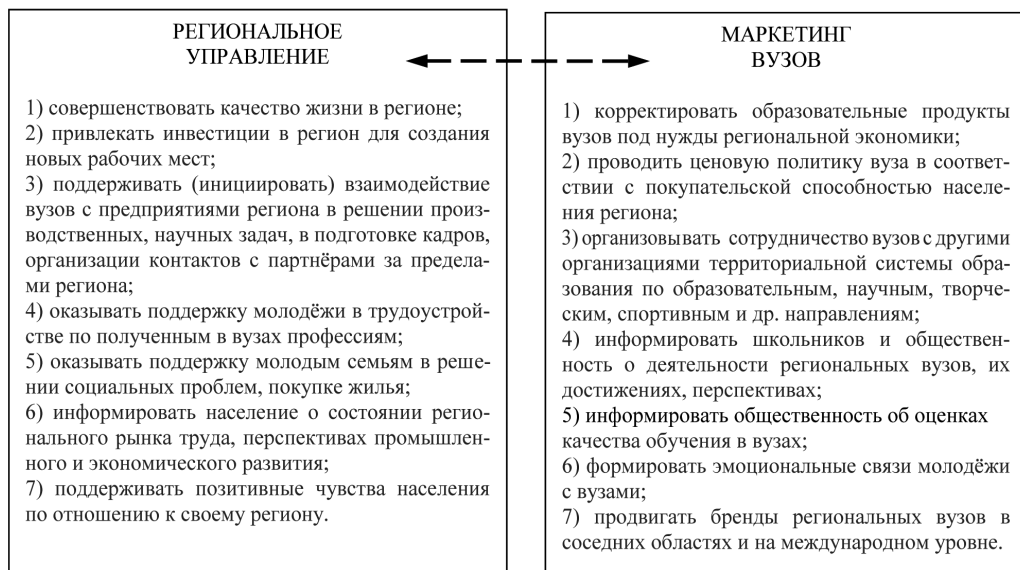 РЕГИОНАЛЬНОЕ
УПРАВЛЕНИЕ
1) совершенствовать качество жизни в регионе;
2) привлекать инвестиции в регион для создания
новых рабочих мест;
3) поддерживать (инициировать) взаимодействие
вузов с предприятиями региона в решении произ-
водственных, научных задач, в подготовке кадров,
организации контактов с партнёрами за предела-
ми региона;
4) оказывать поддержку молодёжи в трудоустрой-
стве по полученным в вузах профессиям;
5) оказывать поддержку молодым семьям в реше-
нии социальных проблем, покупке жилья;
6) информировать население о состоянии регио-
нального рынка труда, перспективах промышлен-
ного и экономического развития;
7) поддерживать позитивные чувства населения
по отношению к своему региону.
МАРКЕТИНГ
ВУЗОВ
1) корректировать образовательные продукты
вузов под нужды региональной экономики;
2) проводить ценовую политику вуза в соответ-
ствии с покупательской способностью населе-
ния региона;
3) организовывать сотрудничество вузов с другими
организациями территориальной системы обра-
зования по образовательным, научным, творче-
ским, спортивным и др. направлениям;
4) информировать школьников и обществен-
ность о деятельности региональных вузов, их
достижениях, перспективах;
5) информировать общественность об оценках
качества обучения в вузах;
6) формировать эмоциональные связи молодёжи
с вузами;
7) продвигать бренды региональных вузов в
соседних областях и на международном уровне.